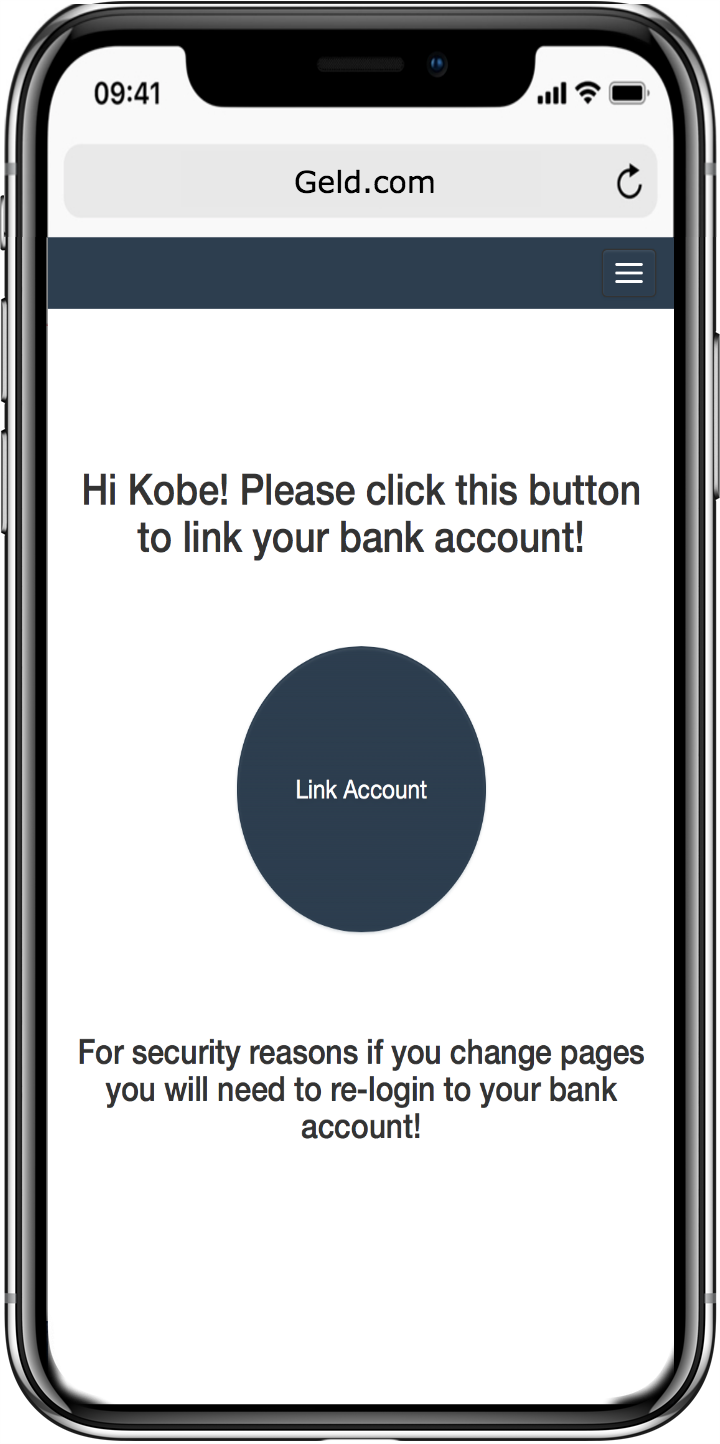 09:41
Geld.com
Hi Kobe! Please click this button
to link your bank account!
Link Account
For security reasons if you change pages
you will need to re-login to your bank
account!